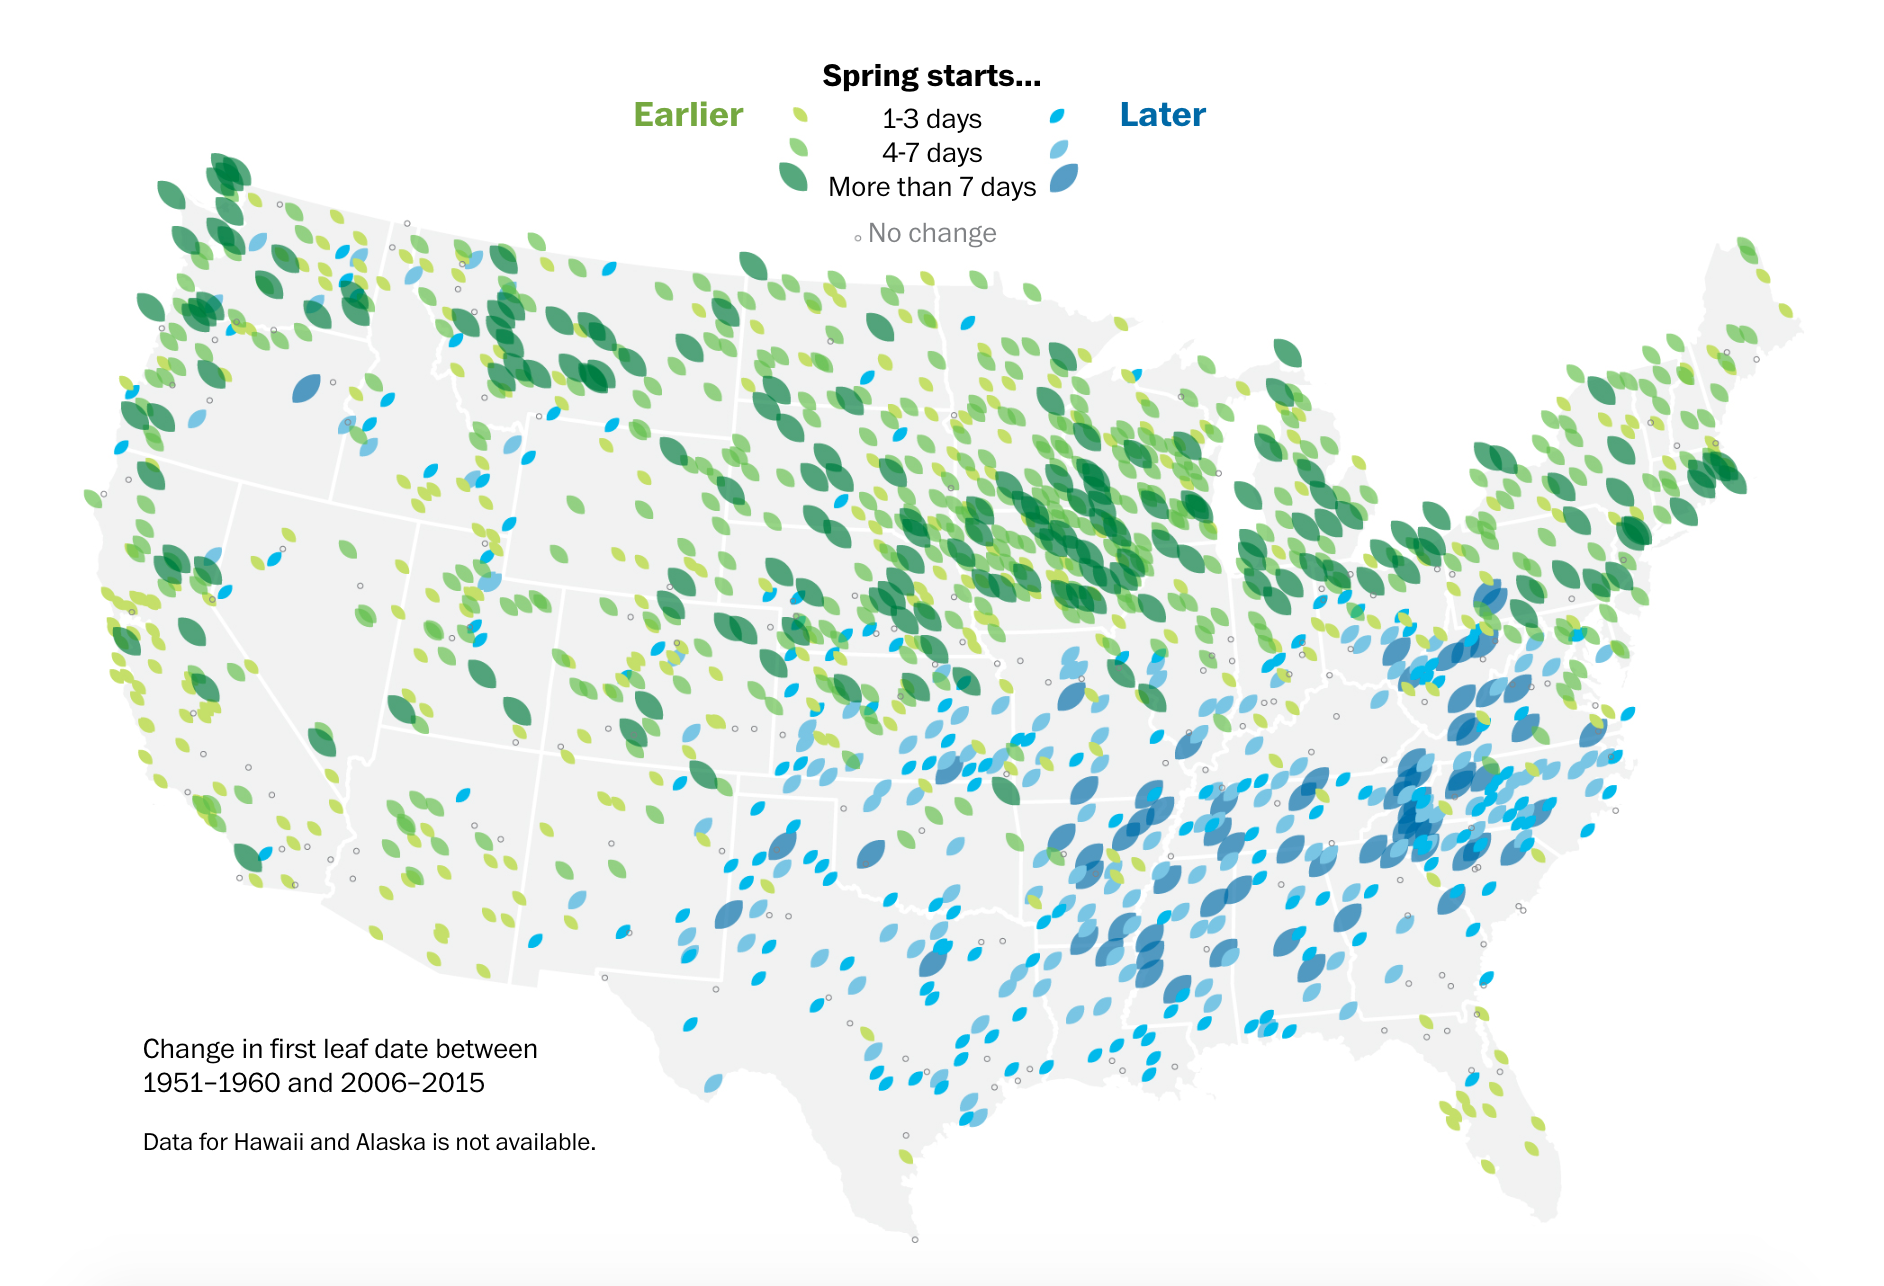 Spring starts...
Earlier 1-3 days Later
4-7 days
More than 7 days
No change
Change in first leaf date between
1951–1960 and 2006–2015
Data for Hawaii and Alaska is not available.